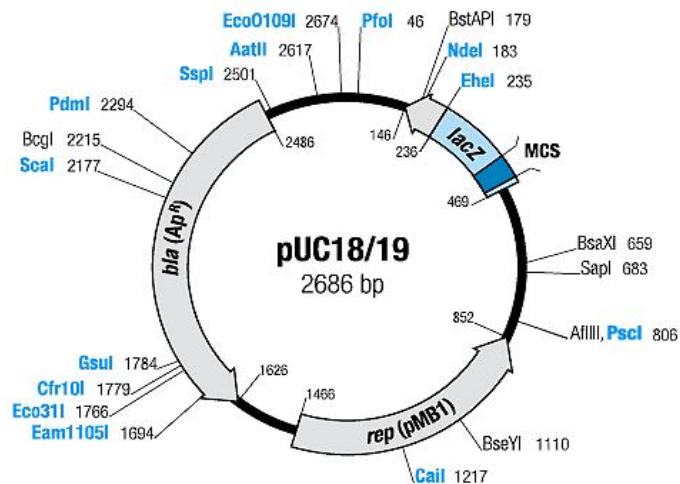 EcoO109I 2674
PfoI 46
BstAPI 179
AatII 2617
NdeI 183
SspI 2501
EheI 235
PdmI 2294
2486
146
236
lacZ
MCS
BcgI 2215
ScaI 2177
469
bla (ApR)
pUC18/19
2686 bp
BsaXI 659
SapI 683
852
AflIII, PscI 806
GsuI 1784
Cfr10I 1779
Eco31I 1766
Eam1105I 1694
1626
1466
rep (pMB1)
BseYI 1110
CaiI 1217